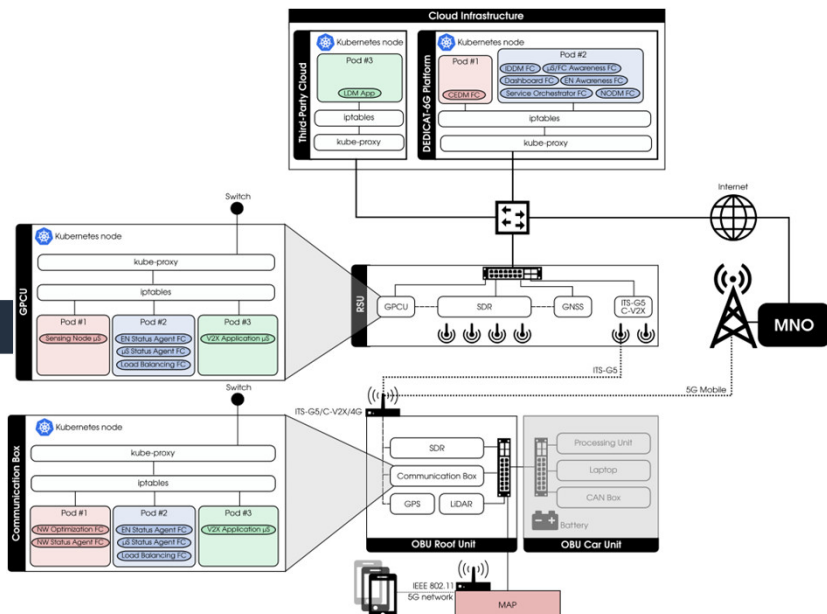 Cloud Infrastructure
Third-Party Cloud
Kubernetes node
Pod #3
LDM App
iptables
kube-proxy
DEDICAT-6G Platform
Kubernetes node
Pod #1
CEDM FC
Pod #2
IDDM FC
µS/FC Awareness FC
Dashboard FC
EN Awareness FC
Service Orchestrator FC
NODM FC
iptables
kube-proxy
Switch
GPCU
Kubernetes node
kube-proxy
iptables
Pod #1
Sensing Node µS
Pod #2
EN Status Agent FC
µS Status Agent FC
Load Balancing FC
Pod #3
V2X Application µS
RSU
GPCU
SDR
GNSS
ITS-G5
C-V2X
Internet
MNO
ITS-G5
5G Mobile
Switch
Communication Box
Kubernetes node
kube-proxy
iptables
Pod #1
NW Optimization FC
NW Status Agent FC
Pod #2
EN Status Agent FC
µS Status Agent FC
Load Balancing FC
Pod #3
V2X Application µS
ITS-G5/C-V2X/4G
SDR
Communication Box
GPS
LiDAR
OBU Roof Unit
Processing Unit
Laptop
CAN Box
Battery
OBU Car Unit
IEEE 802.11
5G network
MAP